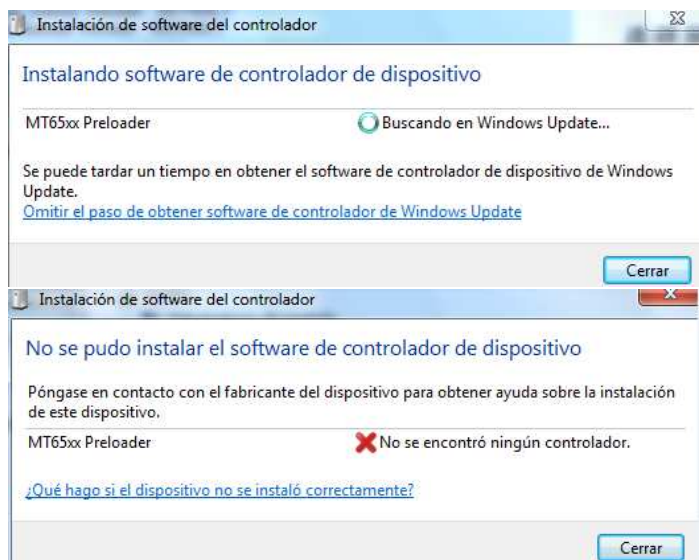 Instalación de software del controlador
Instalando software de controlador de dispositivo
MT65xx Preloader Buscando en Windows Update...
Se puede tardar un tiempo en obtener el software de controlador de dispositivo de Windows
Update.
Omitir el paso de obtener software de controlador de Windows Update
Cerrar
Instalación de software del controlador
No se pudo instalar el software de controlador de dispositivo
Póngase en contacto con el fabricante del dispositivo para obtener ayuda sobre la instalación
de este dispositivo.
MT65xx Preloader No se encontró ningún controlador.
¿Qué hago si el dispositivo no se instaló correctamente?
Cerrar